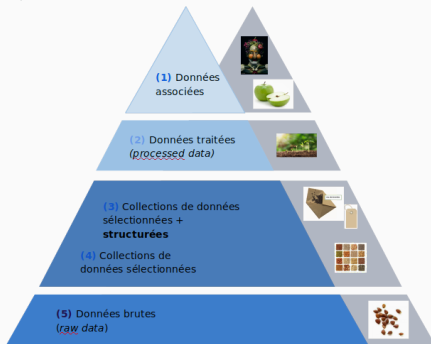 (1) Données
associées
(2) Données traitées
(processed data)
(3) Collections de données
sélectionnées +
structurées
(4) Collections de
données sélectionnées
(5) Données brutes
(raw data)